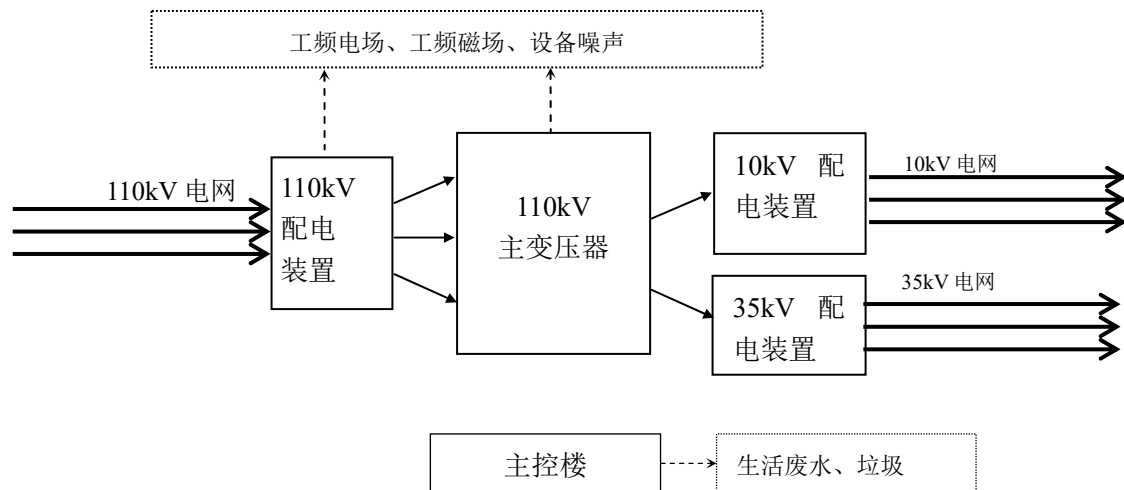 工频电场、工频磁场、设备噪声
110kV 电网
110kV
配电
装置
110kV
主变压器
10kV 配
电装置
10kV 电网
35kV 配
电装置
35kV 电网
主控楼
生活废水、垃圾